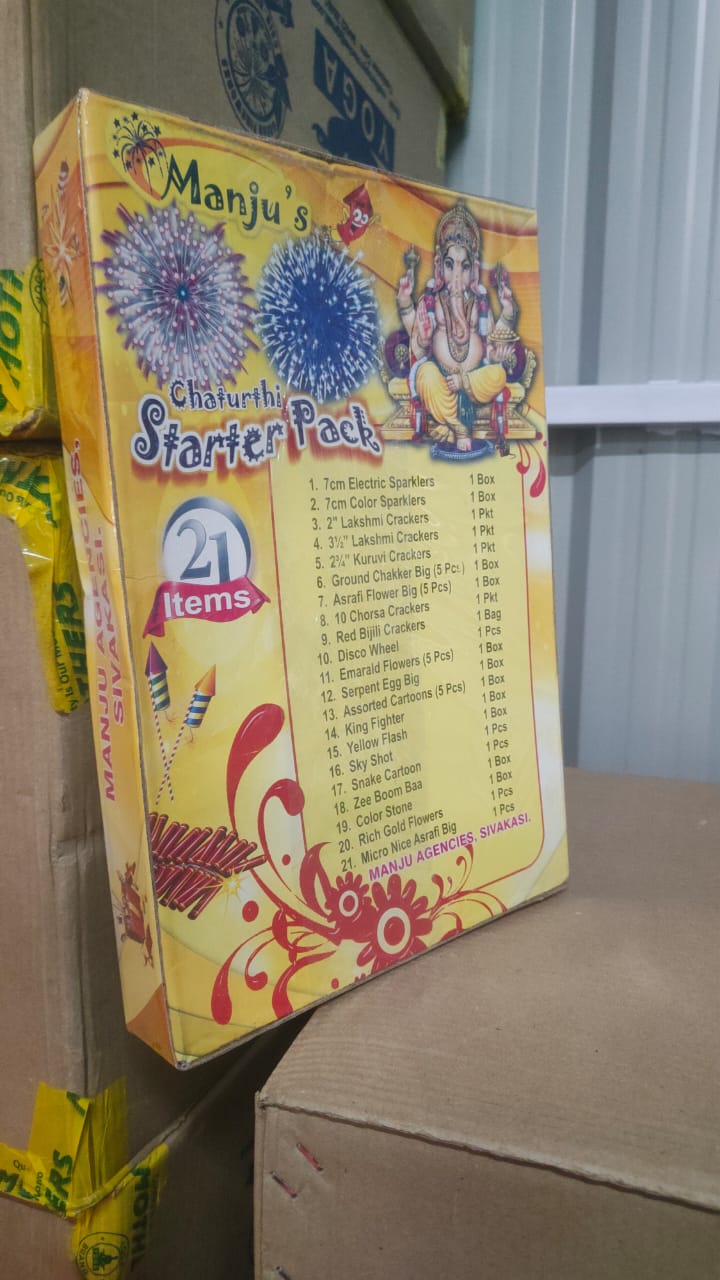 YOGA
Manju's
Chaturthi
Starter Pack
21
Items
1. 7cm Electric Sparklers 1 Box
2. 7cm Color Sparklers 1 Box
3. 2" Lakshmi Crackers 1 Pkt
4. 3½" Lakshmi Crackers 1 Pkt
5. 2¾" Kuruvi Crackers 1 Pkt
6. Ground Chakker Big (5 Pcs) 1 Box
7. Asrafi Flower Big (5 Pcs) 1 Box
8. 10 Chorsa Crackers 1 Pkt
9. Red Bijili Crackers 1 Bag
10. Disco Wheel 1 Pcs
11. Emarald Flowers (5 Pcs) 1 Box
12. Serpent Egg Big 1 Box
13. Assorted Cartoons (5 Pcs) 1 Box
14. King Fighter 1 Box
15. Yellow Flash 1 Box
16. Sky Shot 1 Pcs
17. Snake Cartoon 1 Pcs
18. Zee Boom Baa 1 Box
19. Color Stone 1 Box
20. Rich Gold Flowers 1 Pcs
21. Micro Nice Asrafi Big 1 Pcs
MANJU AGENCIES, SIVAKASI.
MANJU AGENCIES,
SIVAKASI.
THERS
y Is Our
ERS
MOTH